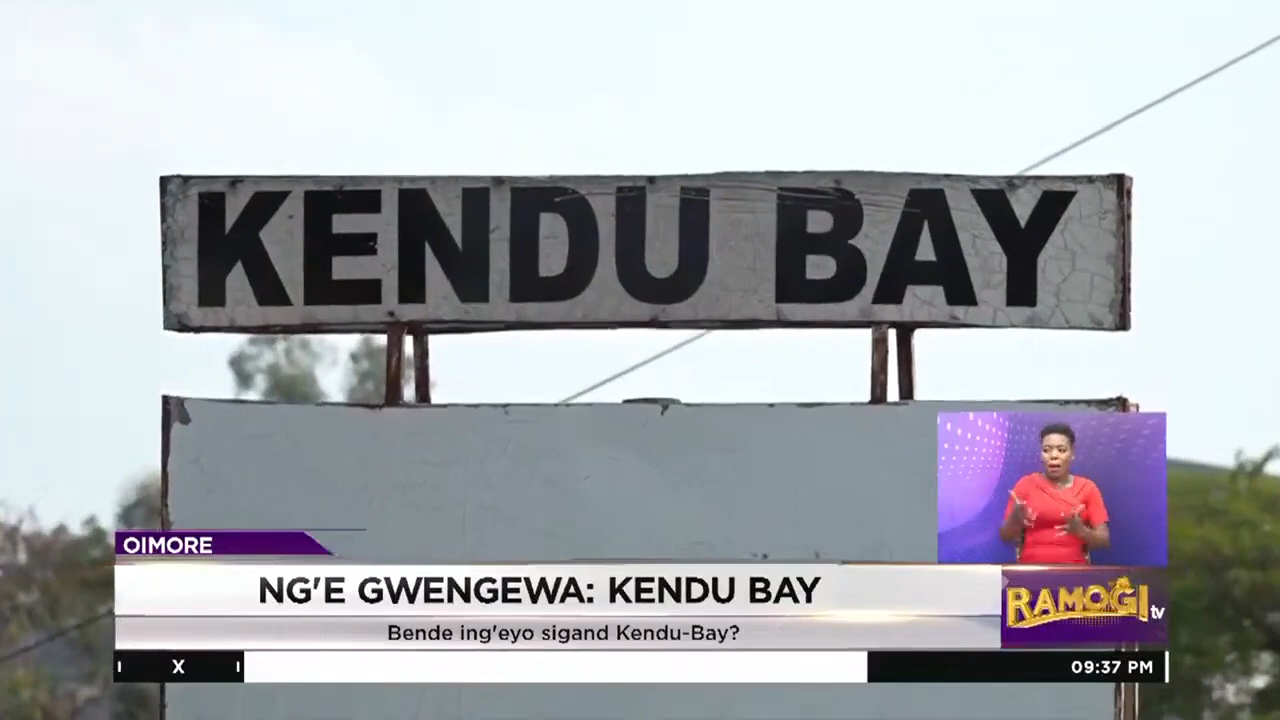 KENDU BAY
OIMORE
NG'E GWENGEWA: KENDU BAY
RAMOGI tv
Bende ing'eyo sigand Kendu-Bay?
X
09:37 PM